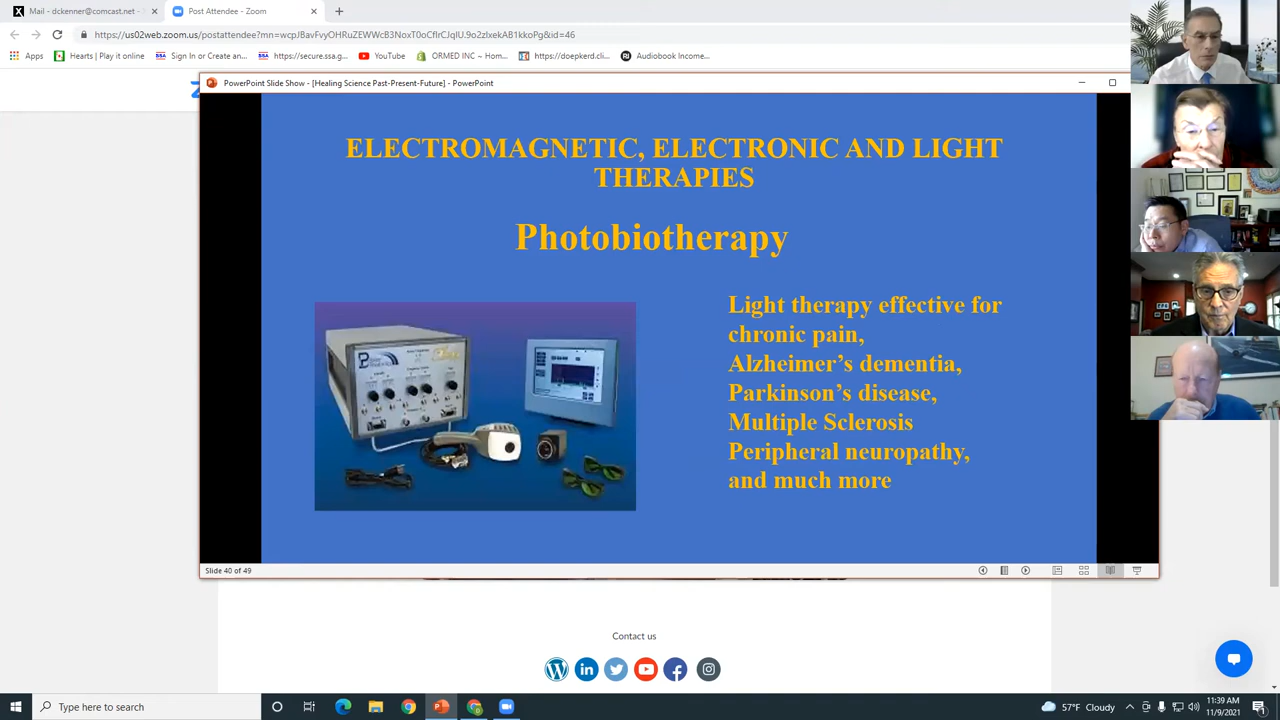 Mail - dckenner@comcast.net - X
Post Attendee - Zoom
https://us02web.zoom.us/postattendee?mn=wcpJBavFvyOHRuZEWWcB3NoxT0oCflrCJqIU.9o2zIxekAB1kkoPg&id=46
Apps
Hearts | Play it online
Sign In or Create an...
https://secure.ssa.g...
YouTube
ORMED INC ~ Hom...
https://doepkerd.cli...
Audiobook Income...
PowerPoint Slide Show - [Healing Science Past-Present-Future] - PowerPoint
ELECTROMAGNETIC, ELECTRONIC AND LIGHT
THERAPIES
Photobiotherapy
Light therapy effective for
chronic pain,
Alzheimer’s dementia,
Parkinson’s disease,
Multiple Sclerosis
Peripheral neuropathy,
and much more
Slide 40 of 49
Contact us
Type here to search
57°F Cloudy
11:39 AM
11/9/2021